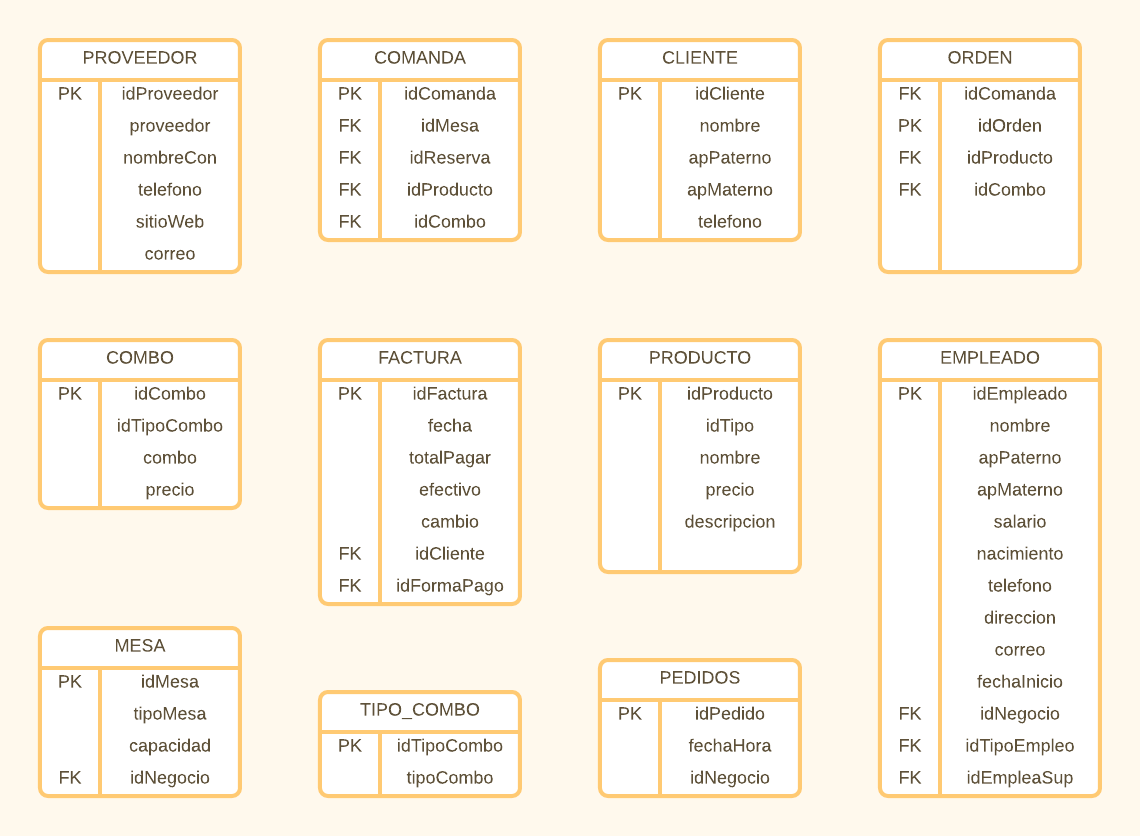 PROVEEDOR
PK idProveedor
proveedor
nombreCon
telefono
sitioWeb
correo
COMANDA
PK idComanda
FK idMesa
FK idReserva
FK idProducto
FK idCombo
CLIENTE
PK idCliente
nombre
apPaterno
apMaterno
telefono
ORDEN
FK idComanda
PK idOrden
FK idProducto
FK idCombo
COMBO
PK idCombo
idTipoCombo
combo
precio
FACTURA
PK idFactura
fecha
totalPagar
efectivo
cambio
FK idCliente
FK idFormaPago
PRODUCTO
PK idProducto
idTipo
nombre
precio
descripcion
EMPLEADO
PK idEmpleado
nombre
apPaterno
apMaterno
salario
nacimiento
telefono
direccion
correo
fechaInicio
FK idNegocio
FK idTipoEmpleo
FK idEmpleaSup
MESA
PK idMesa
tipoMesa
capacidad
FK idNegocio
TIPO_COMBO
PK idTipoCombo
tipoCombo
PEDIDOS
PK idPedido
fechaHora
idNegocio